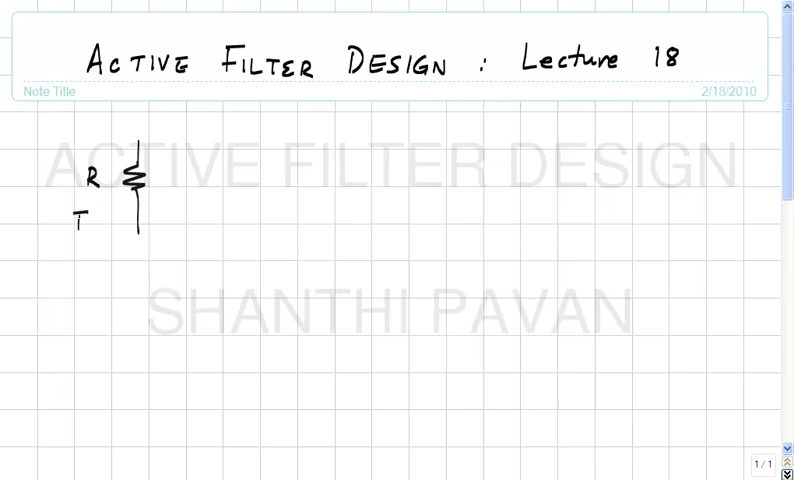 ACTIVE FILTER DESIGN : Lecture 18
Note Title 2/18/2010
ACTIVE FILTER DESIGN
R
T
SHANTHI PAVAN
1 / 1